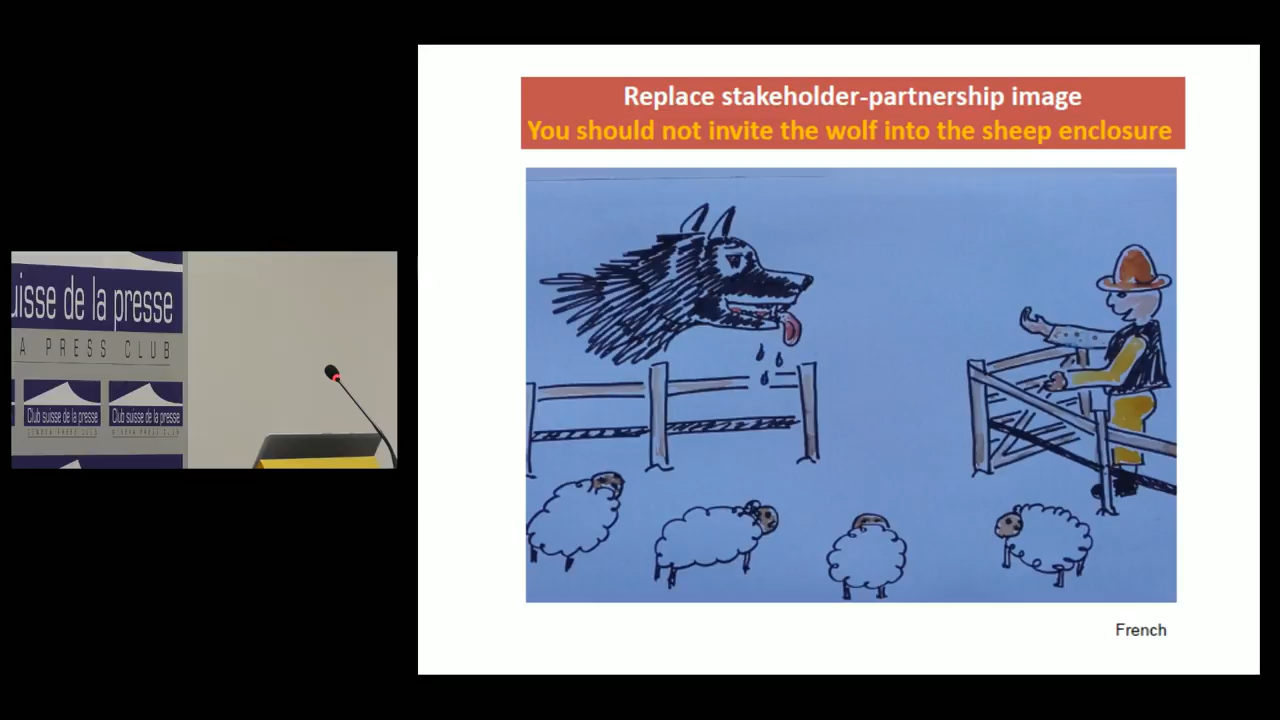 uisse de la presse
A PRESS CLUB
Club suisse de la presse
Club suisse de la presse
Replace stakeholder-partnership image
You should not invite the wolf into the sheep enclosure
French